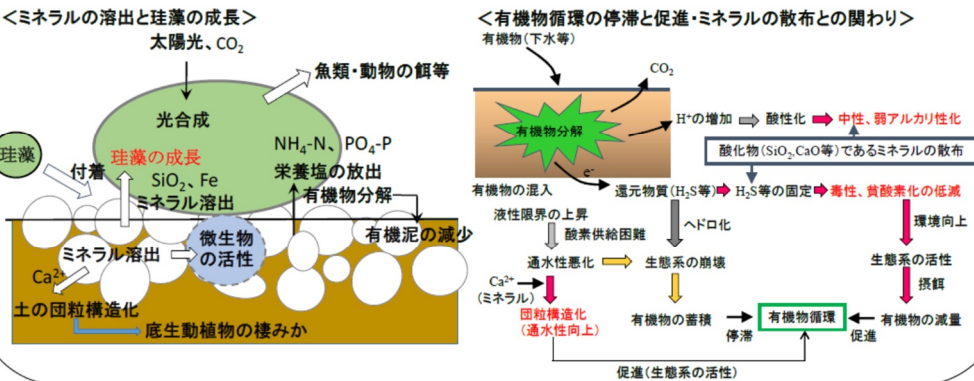 ＜ミネラルの溶出と珪藻の成長＞
太陽光、CO₂
魚類・動物の餌等
光合成
珪藻
付着
珪藻の成長
SiO₂、Fe
ミネラル溶出
NH₄-N、PO₄-P
栄養塩の放出
有機物分解
有機泥の減少
微生物
の活性
ミネラル溶出
Ca²⁺
土の団粒構造化
底生動植物の棲みか
＜有機物循環の停滞と促進・ミネラルの散布との関わり＞
有機物（下水等）
CO₂
有機物分解
H⁺の増加
酸性化
中性、弱アルカリ性化
酸化物（SiO₂,CaO等）であるミネラルの散布
e⁻
有機物の混入
還元物質（H₂S等）
H₂S等の固定
毒性、貧酸素化の低減
液性限界の上昇
酸素供給困難
ヘドロ化
環境向上
通水性悪化
生態系の崩壊
生態系の活性
Ca²⁺
（ミネラル）
摂餌
団粒構造化
（通水性向上）
有機物の蓄積
停滞
有機物循環
促進
有機物の減量
促進（生態系の活性）